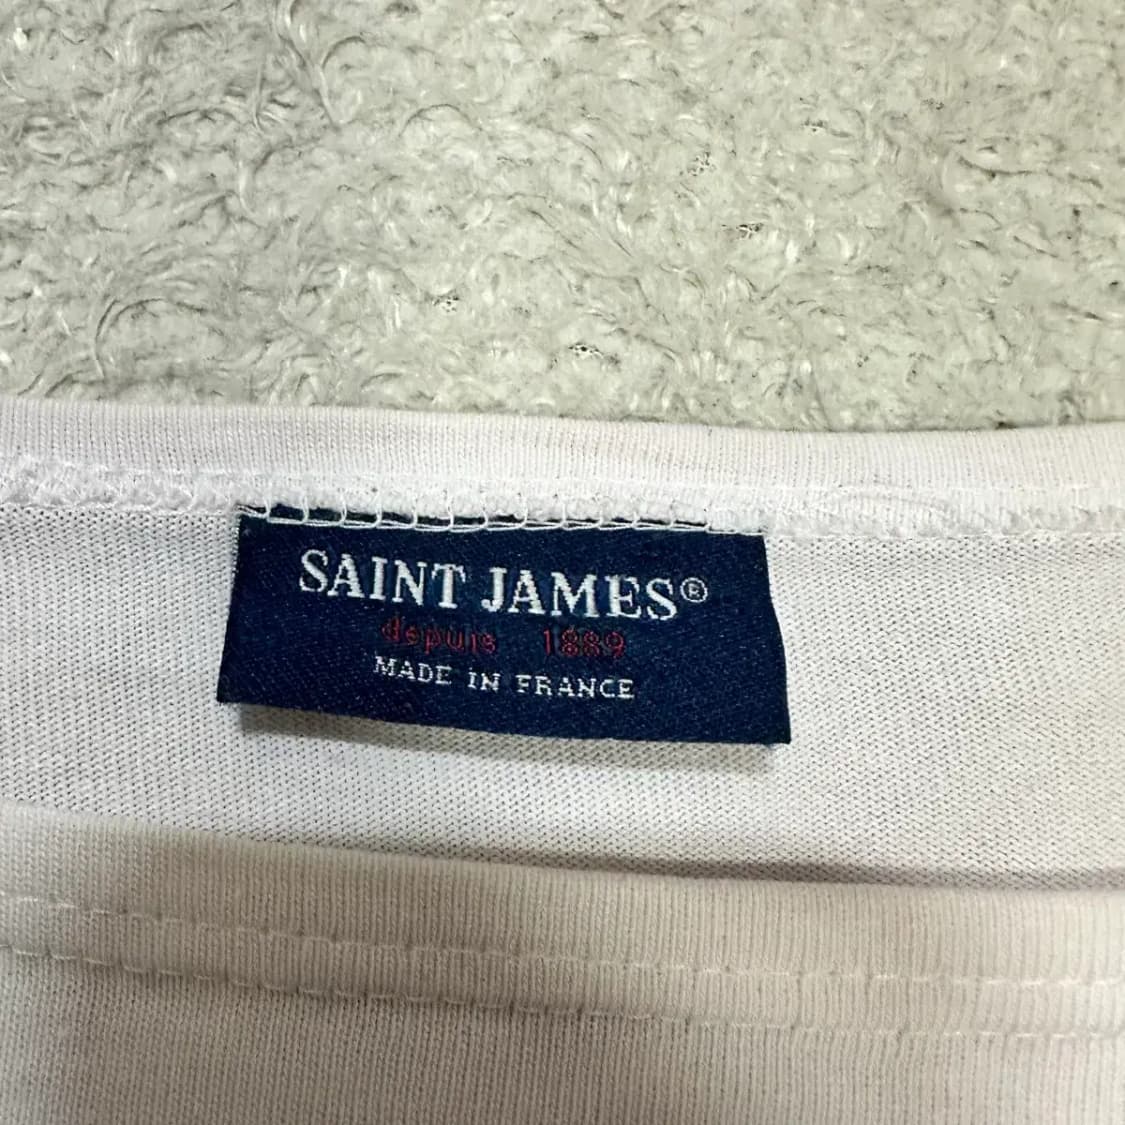 SAINT JAMES®
depuis 1889
MADE IN FRANCE